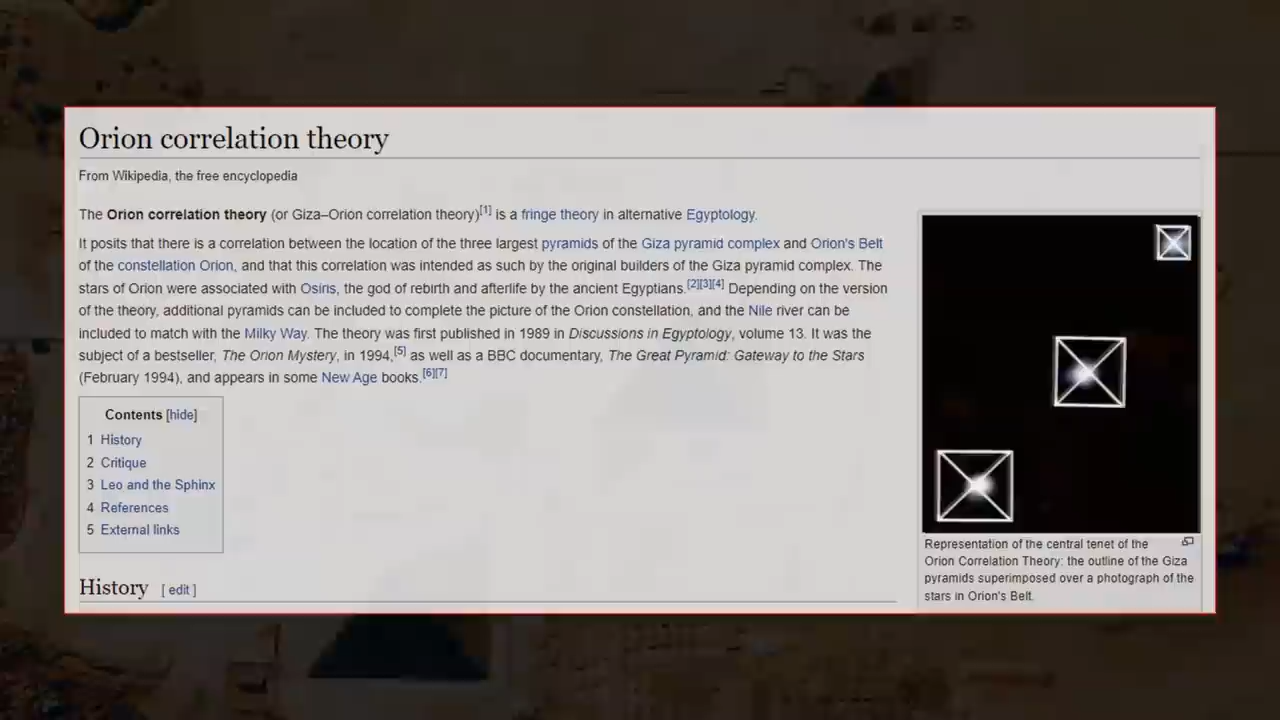 Orion correlation theory
From Wikipedia, the free encyclopedia
The Orion correlation theory (or Giza–Orion correlation theory)[1] is a fringe theory in alternative Egyptology.
It posits that there is a correlation between the location of the three largest pyramids of the Giza pyramid complex and Orion's Belt
of the constellation Orion, and that this correlation was intended as such by the original builders of the Giza pyramid complex. The
stars of Orion were associated with Osiris, the god of rebirth and afterlife by the ancient Egyptians.[2][3][4] Depending on the version
of the theory, additional pyramids can be included to complete the picture of the Orion constellation, and the Nile river can be
included to match with the Milky Way. The theory was first published in 1989 in Discussions in Egyptology, volume 13. It was the
subject of a bestseller, The Orion Mystery, in 1994,[5] as well as a BBC documentary, The Great Pyramid: Gateway to the Stars
(February 1994), and appears in some New Age books.[6][7]
Contents [hide]
1 History
2 Critique
3 Leo and the Sphinx
4 References
5 External links
History [ edit ]
Representation of the central tenet of the
Orion Correlation Theory: the outline of the Giza
pyramids superimposed over a photograph of the
stars in Orion's Belt.